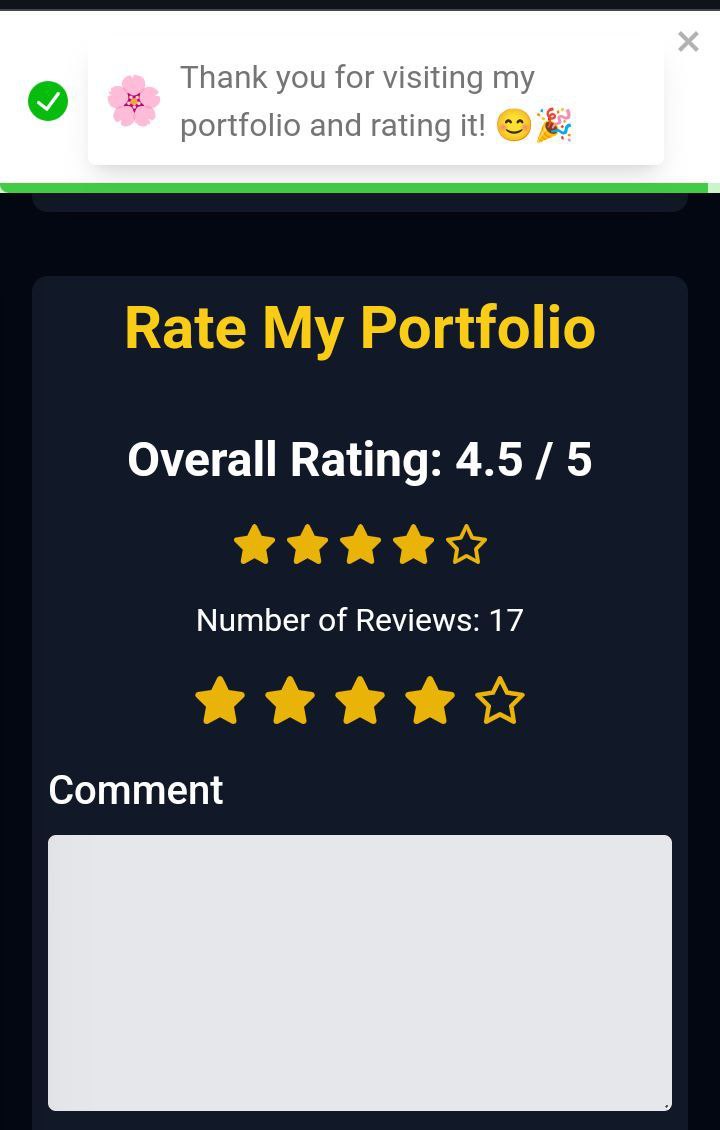 Thank you for visiting my
portfolio and rating it! 😊🎉
Rate My Portfolio
Overall Rating: 4.5 / 5
Number of Reviews: 17
Comment